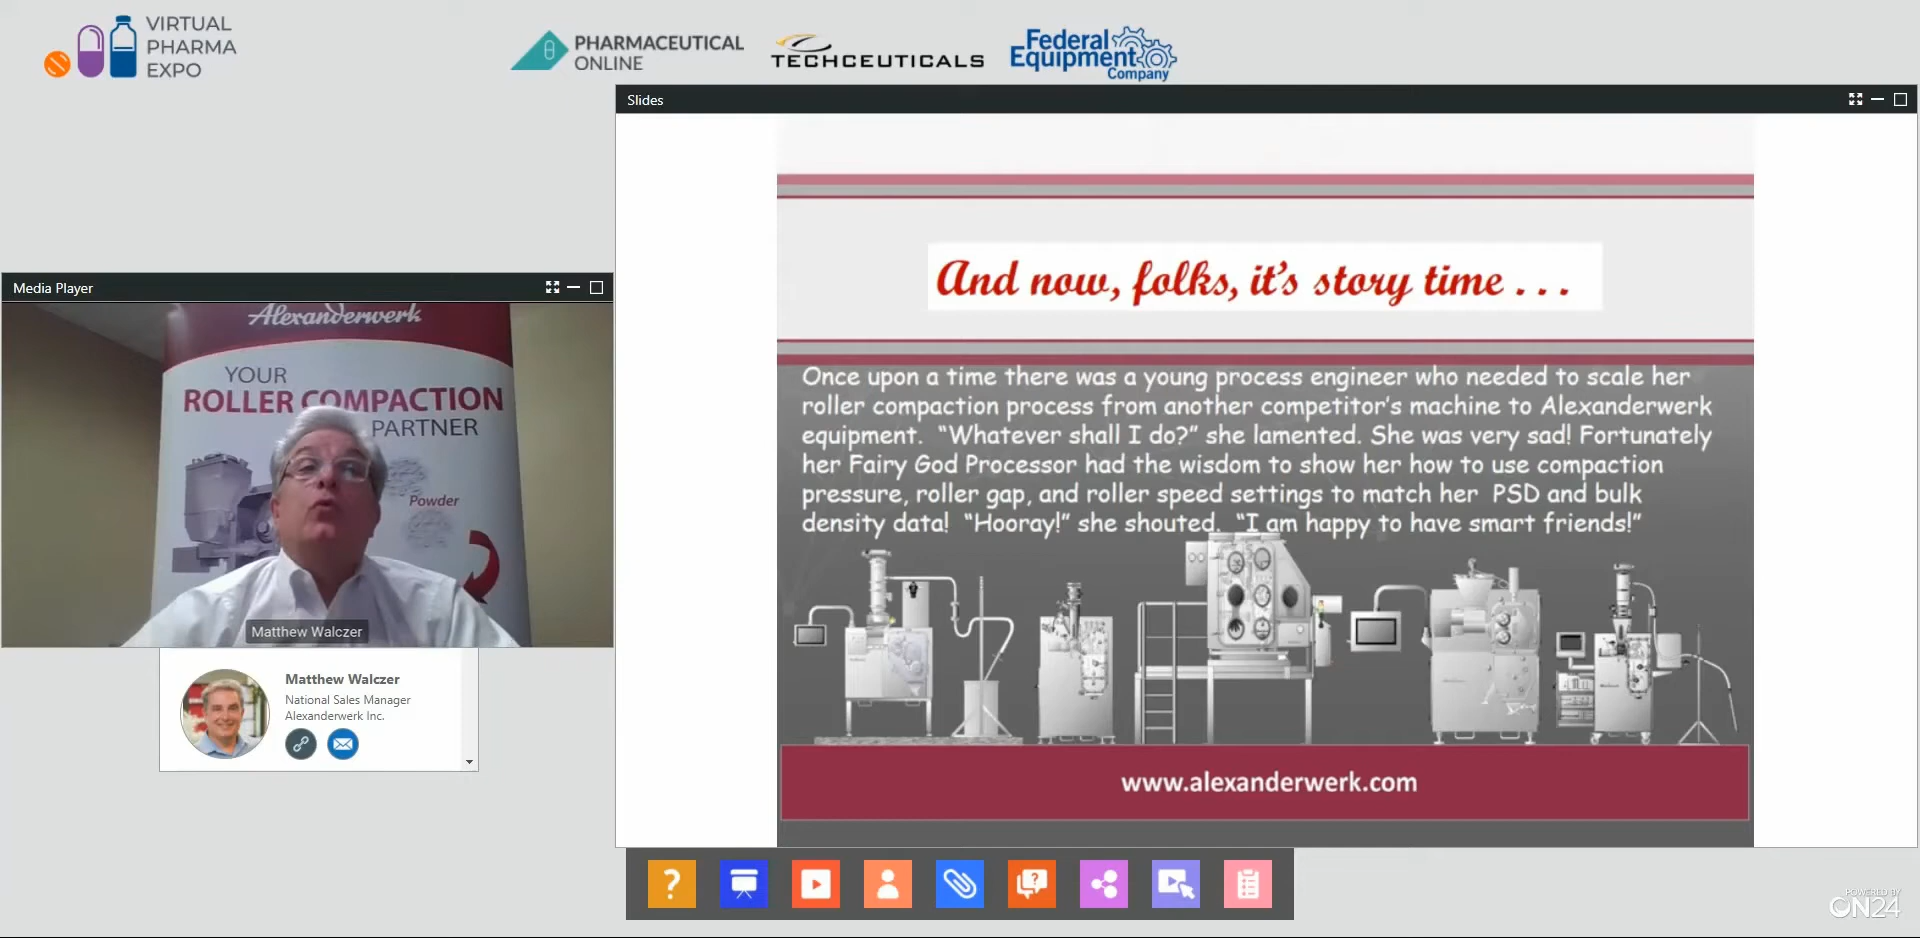 VIRTUAL
PHARMA
EXPO
PHARMACEUTICAL
ONLINE
TECHCEUTICALS
Federal
Equipment
Company
Slides
And now, folks, it's story time . . .
Once upon a time there was a young process engineer who needed to scale her
roller compaction process from another competitor's machine to Alexanderwerk
equipment. "Whatever shall I do?" she lamented. She was very sad! Fortunately
her Fairy God Processor had the wisdom to show her how to use compaction
pressure, roller gap, and roller speed settings to match her PSD and bulk
density data! "Hooray!" she shouted. "I am happy to have smart friends!"
www.alexanderwerk.com
Media Player
Alexanderwerk
YOUR
ROLLER COMPACTION
PARTNER
Powder
Matthew Walczer
Matthew Walczer
National Sales Manager
Alexanderwerk Inc.
POWERED BY
ON24